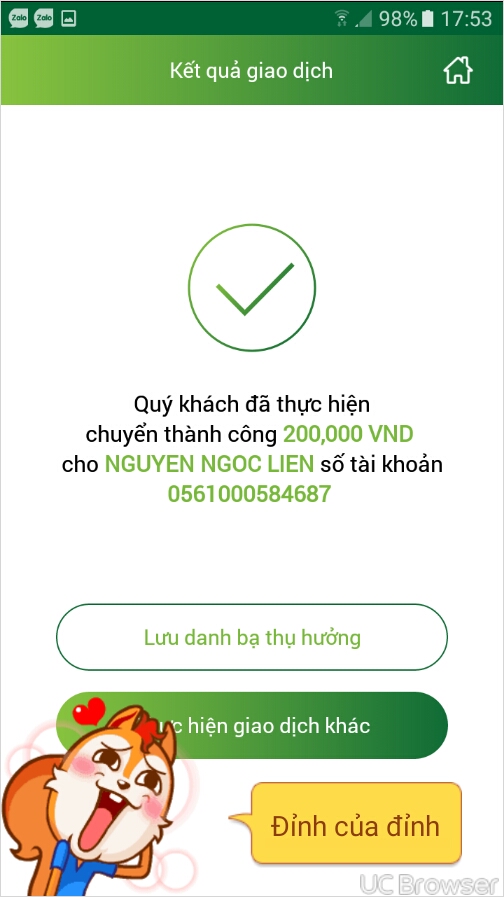 Zalo Zalo 98% 17:53
Kết quả giao dịch
Quý khách đã thực hiện
chuyển thành công 200,000 VND
cho NGUYEN NGOC LIEN số tài khoản
0561000584687
Lưu danh bạ thụ hưởng
hiện giao dịch khác
Đỉnh của đỉnh
UC Browser